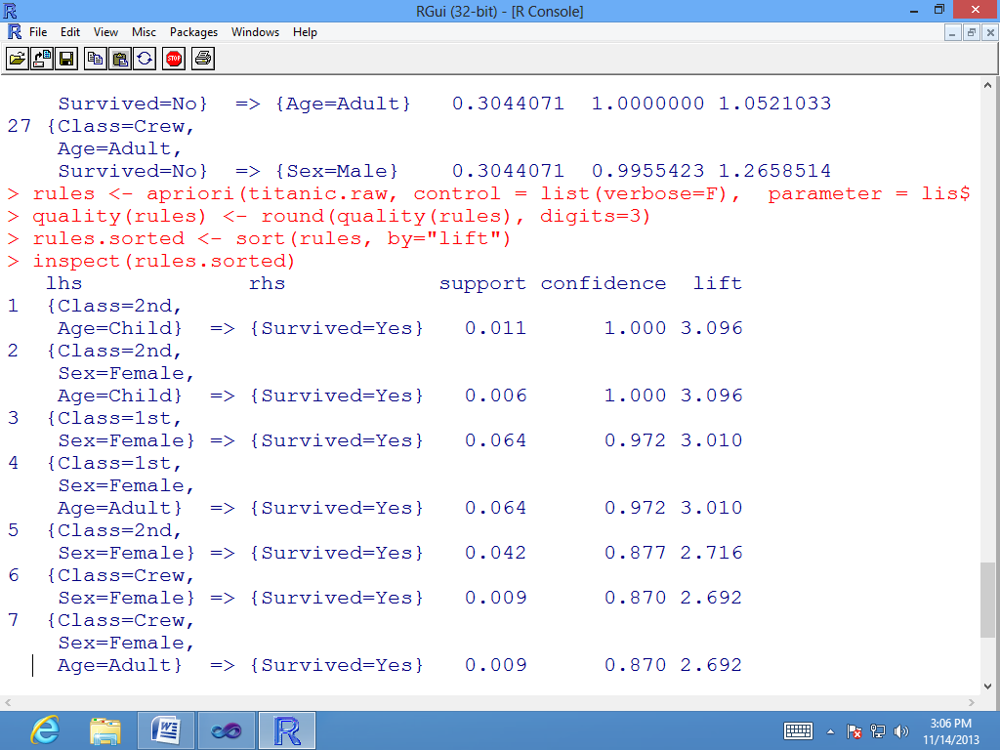 RGui (32-bit) - [R Console]
File Edit View Misc Packages Windows Help
STOP
Survived=No} => {Age=Adult} 0.3044071 1.0000000 1.0521033
27 {Class=Crew,
Age=Adult,
Survived=No} => {Sex=Male} 0.3044071 0.9955423 1.2658514
> rules <- apriori(titanic.raw, control = list(verbose=F), parameter = lis$
> quality(rules) <- round(quality(rules), digits=3)
> rules.sorted <- sort(rules, by="lift")
> inspect(rules.sorted)
lhs rhs support confidence lift
1 {Class=2nd,
Age=Child} => {Survived=Yes} 0.011 1.000 3.096
2 {Class=2nd,
Sex=Female,
Age=Child} => {Survived=Yes} 0.006 1.000 3.096
3 {Class=1st,
Sex=Female} => {Survived=Yes} 0.064 0.972 3.010
4 {Class=1st,
Sex=Female,
Age=Adult} => {Survived=Yes} 0.064 0.972 3.010
5 {Class=2nd,
Sex=Female} => {Survived=Yes} 0.042 0.877 2.716
6 {Class=Crew,
Sex=Female} => {Survived=Yes} 0.009 0.870 2.692
7 {Class=Crew,
Sex=Female,
Age=Adult} => {Survived=Yes} 0.009 0.870 2.692
3:06 PM
11/14/2013